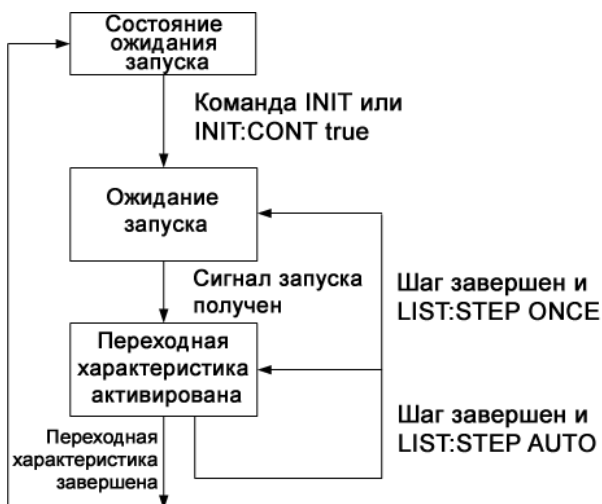 Состояние
ожидания
запуска
Команда INIT или
INIT:CONT true
Ожидание
запуска
Сигнал запуска
получен
Шаг завершен и
LIST:STEP ONCE
Переходная
характеристика
активирована
Шаг завершен и
LIST:STEP AUTO
Переходная
характеристика
завершена